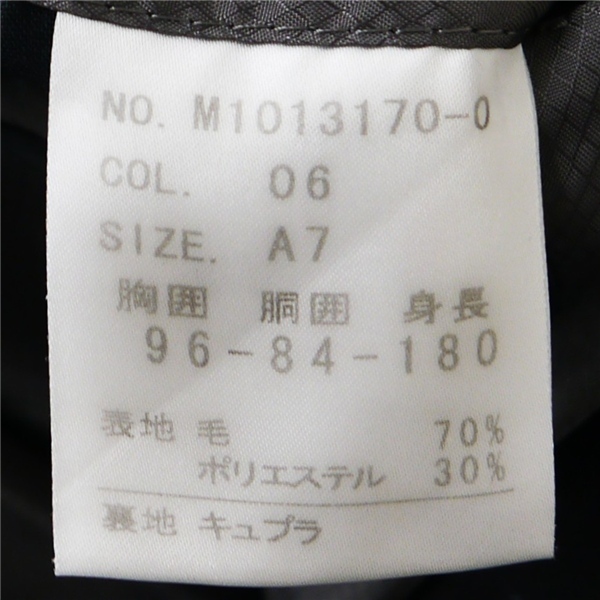 NO. M1013170-0
COL. 06
SIZE. A7
胸囲 胴囲 身長
96-84-180
表地 毛 70%
ポリエステル 30%
裏地 キュプラ